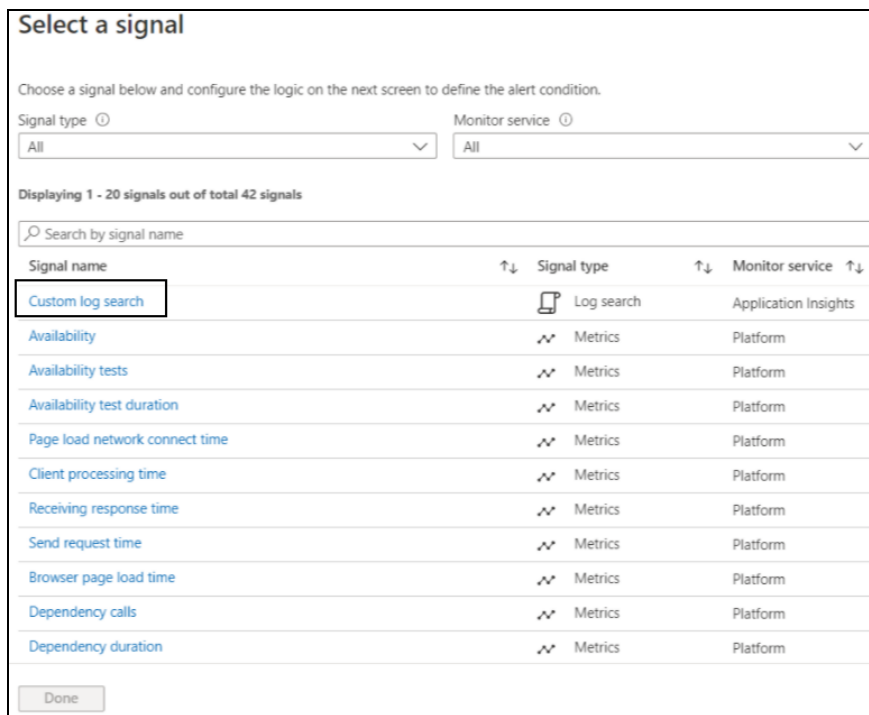 Select a signal
Choose a signal below and configure the logic on the next screen to define the alert condition.
Signal type Monitor service
All All
Displaying 1 - 20 signals out of total 42 signals
Search by signal name
Signal name ↑↓ Signal type ↑↓ Monitor service ↑↓
Custom log search Log search Application Insights
Availability Metrics Platform
Availability tests Metrics Platform
Availability test duration Metrics Platform
Page load network connect time Metrics Platform
Client processing time Metrics Platform
Receiving response time Metrics Platform
Send request time Metrics Platform
Browser page load time Metrics Platform
Dependency calls Metrics Platform
Dependency duration Metrics Platform
Done